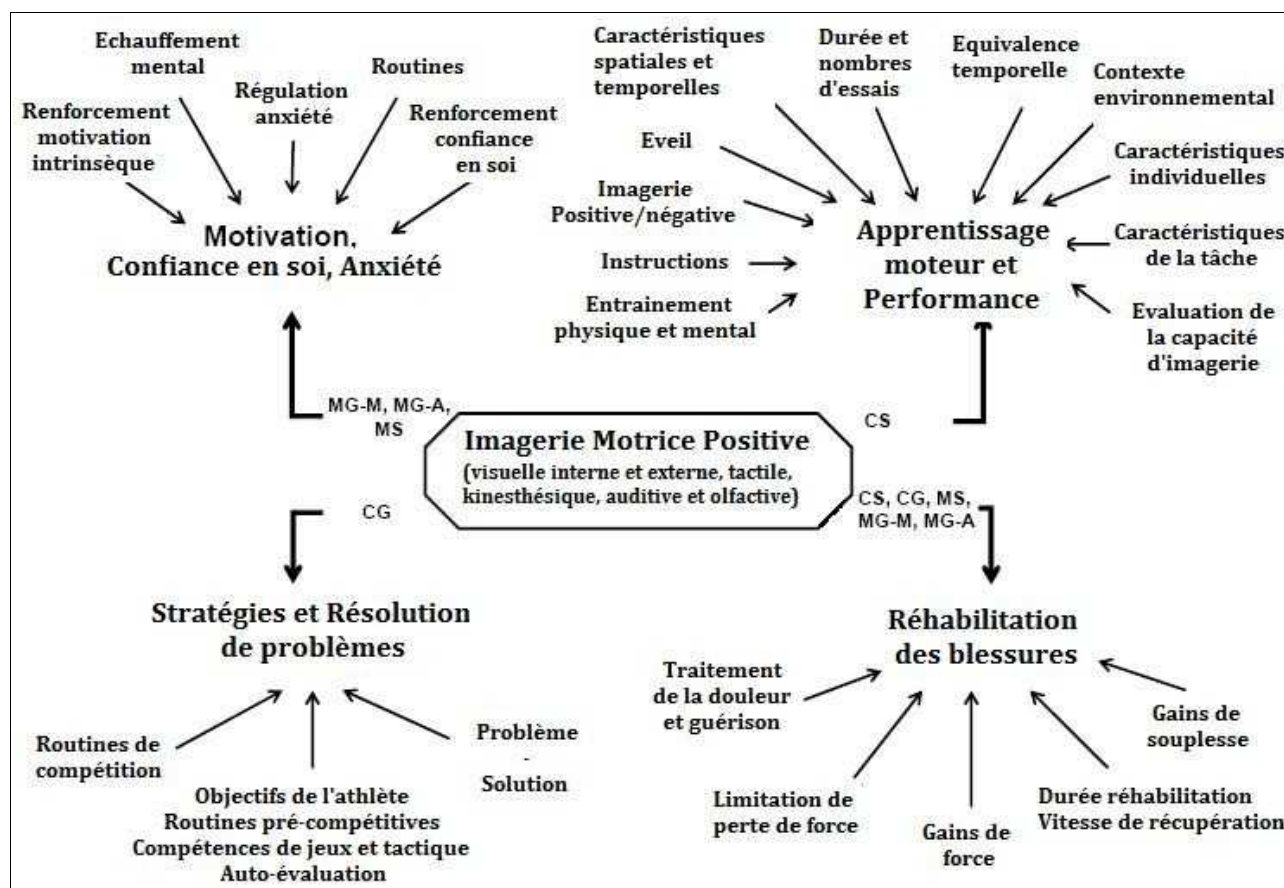 Echauffement
mental
Routines
Régulation
anxiété
Renforcement
motivation
intrinsèque
Renforcement
confiance
en soi
Motivation,
Confiance en soi, Anxiété
Caractéristiques
spatiales et
temporelles
Durée et
nombres
d'essais
Equivalence
temporelle
Contexte
environnemental
Eveil
Caractéristiques
individuelles
Imagerie
Positive/négative
Instructions
Entrainement
physique et mental
Apprentissage
moteur et
Performance
Caractéristiques
de la tâche
Evaluation de
la capacité
d'imagerie
MG-M, MG-A,
MS
CS
Imagerie Motrice Positive
(visuelle interne et externe, tactile,
kinesthésique, auditive et olfactive)
CG
CS, CG, MS,
MG-M, MG-A
Stratégies et Résolution
de problèmes
Routines de
compétition
Objectifs de l'athlète
Routines pré-compétitives
Compétences de jeux et tactique
Auto-évaluation
Problème
-
Solution
Réhabilitation
des blessures
Traitement
de la douleur
et guérison
Limitation de
perte de force
Gains de
force
Durée réhabilitation
Vitesse de récupération
Gains de
souplesse